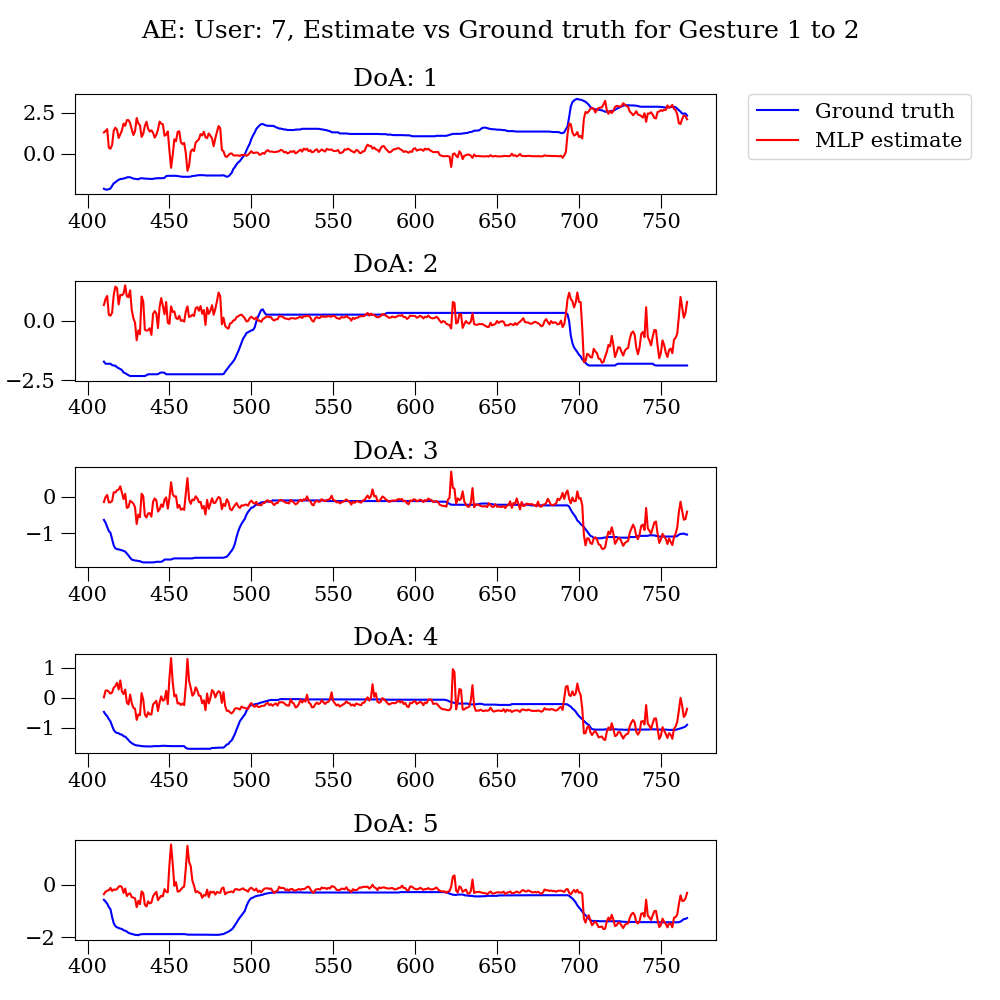 AE: User: 7, Estimate vs Ground truth for Gesture 1 to 2
DoA: 1
2.5
0.0
400 450 500 550 600 650 700 750
Ground truth
MLP estimate
DoA: 2
0.0
−2.5
400 450 500 550 600 650 700 750
DoA: 3
0
−1
400 450 500 550 600 650 700 750
DoA: 4
1
0
−1
400 450 500 550 600 650 700 750
DoA: 5
0
−2
400 450 500 550 600 650 700 750